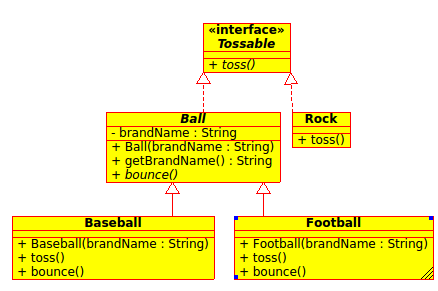 «interface»
Tossable
+ toss()
Ball
- brandName : String
+ Ball(brandName : String)
+ getBrandName() : String
+ bounce()
Rock
+ toss()
Baseball
+ Baseball(brandName : String)
+ toss()
+ bounce()
Football
+ Football(brandName : String)
+ toss()
+ bounce()